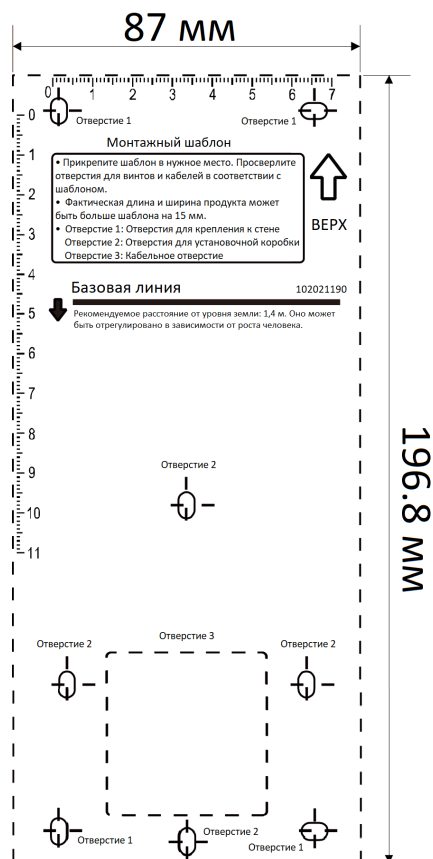 87 мм
0 1 2 3 4 5 6 7
0
Отверстие 1
Отверстие 1
Монтажный шаблон
1
• Прикрепите шаблон в нужное место. Просверлите
отверстия для винтов и кабелей в соответствии с
шаблоном.
2
• Фактическая длина и ширина продукта может
быть больше шаблона на 15 мм.
ВЕРХ
3
• Отверстие 1: Отверстия для крепления к стене
Отверстие 2: Отверстия для установочной коробки
Отверстие 3: Кабельное отверстие
4
Базовая линия
102021190
5
Рекомендуемое расстояние от уровня земли: 1,4 м. Оно может
быть отрегулировано в зависимости от роста человека.
6
7
8
9
10
11
196.8 мм
Отверстие 2
Отверстие 3
Отверстие 2
Отверстие 2
Отверстие 1
Отверстие 2
Отверстие 1